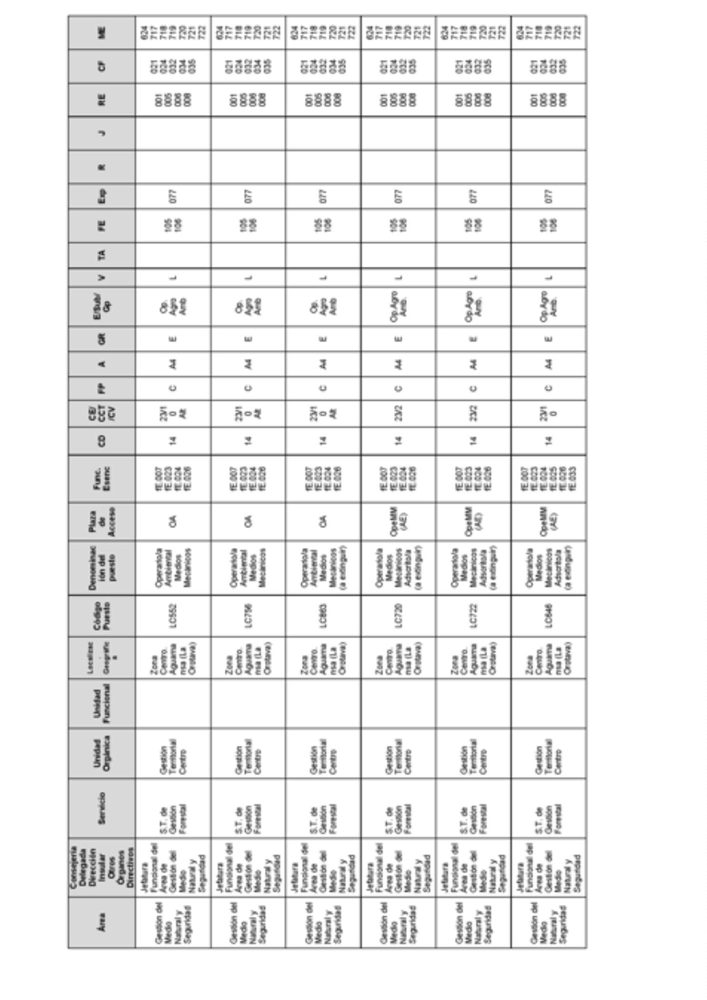 Área
Consejería
Delegada
Dirección
Insular
Otros
Órganos
Directivos
Servicio
Unidad
Orgánica
Unidad
Funcional
Localizac
.
Geográfic
a
Código
Puesto
Denominac
ión del
puesto
Plaza
de
Acceso
Func.
Esenc
CD
CE/
CCT
/CV
FP
A
GR
E/Sub/
Gp
V
TA
FE
Exp
R
J
RE
CF
ME
Gestión del
Medio
Natural y
Seguridad
Jefatura
Funcional del
Área de
Gestión del
Medio
Natural y
Seguridad
S.T. de
Gestión
Forestal
Gestión
Territorial
Centro
Zona
Centro.
Aguama
nsa (La
Orotava)
LC552
Operario/a
Ambiental
Medios
Mecánicos
OA
fE.007
fE.023
fE.024
fE.026
14
23/1
0
Alt
C
A4
E
Op.
Agro
Amb
L
105
106
077
001
005
006
008
021
024
032
034
035
624
717
718
719
720
721
722
Gestión del
Medio
Natural y
Seguridad
Jefatura
Funcional del
Área de
Gestión del
Medio
Natural y
Seguridad
S.T. de
Gestión
Forestal
Gestión
Territorial
Centro
Zona
Centro.
Aguama
nsa (La
Orotava)
LC756
Operario/a
Ambiental
Medios
Mecánicos
OA
fE.007
fE.023
fE.024
fE.026
14
23/1
0
Alt
C
A4
E
Op.
Agro
Amb
L
105
106
077
001
005
006
008
021
024
032
034
035
624
717
718
719
720
721
722
Gestión del
Medio
Natural y
Seguridad
Jefatura
Funcional del
Área de
Gestión del
Medio
Natural y
Seguridad
S.T. de
Gestión
Forestal
Gestión
Territorial
Centro
Zona
Centro.
Aguama
nsa (La
Orotava)
Operario/a
Ambiental
Medios
Mecánicos
(a extinguir)
OA
fE.007
fE.023
fE.024
fE.026
14
23/1
0
Alt
C
A4
E
Op.
Agro
Amb
L
105
106
077
001
005
006
008
021
024
032
034
035
624
717
718
719
720
721
722
Gestión del
Medio
Natural y
Seguridad
Jefatura
Funcional del
Área de
Gestión del
Medio
Natural y
Seguridad
S.T. de
Gestión
Forestal
Gestión
Territorial
Centro
Zona
Centro.
Aguama
nsa (La
Orotava)
LC720
Operario/a
Medios
Mecánicos
Adscrito/a
(a extinguir)
OpeMM
(AE)
fE.007
fE.023
fE.024
fE.026
14
23/2
C
A4
E
Op.Agro
Amb.
L
105
106
077
001
005
006
008
021
024
032
035
624
717
718
719
720
721
722
Gestión del
Medio
Natural y
Seguridad
Jefatura
Funcional del
Área de
Gestión del
Medio
Natural y
Seguridad
S.T. de
Gestión
Forestal
Gestión
Territorial
Centro
Zona
Centro.
Aguama
nsa (La
Orotava)
LC722
Operario/a
Medios
Mecánicos
Adscrito/a
(a extinguir)
OpeMM
(AE)
fE.007
fE.023
fE.024
fE.026
14
23/2
C
A4
E
Op.Agro
Amb.
L
105
106
077
001
005
006
008
021
024
032
035
624
717
718
719
720
721
722
Gestión del
Medio
Natural y
Seguridad
Jefatura
Funcional del
Área de
Gestión del
Medio
Natural y
Seguridad
S.T. de
Gestión
Forestal
Gestión
Territorial
Centro
Zona
Centro.
Aguama
nsa (La
Orotava)
Operario/a
Medios
Mecánicos
Adscrito/a
(a extinguir)
OpeMM
(AE)
fE.007
fE.023
fE.024
fE.025
fE.026
fE.033
14
23/1
0
C
A4
E
Op.Agro
Amb.
L
105
106
077
001
005
006
008
021
024
032
035
624
717
718
719
720
721
722